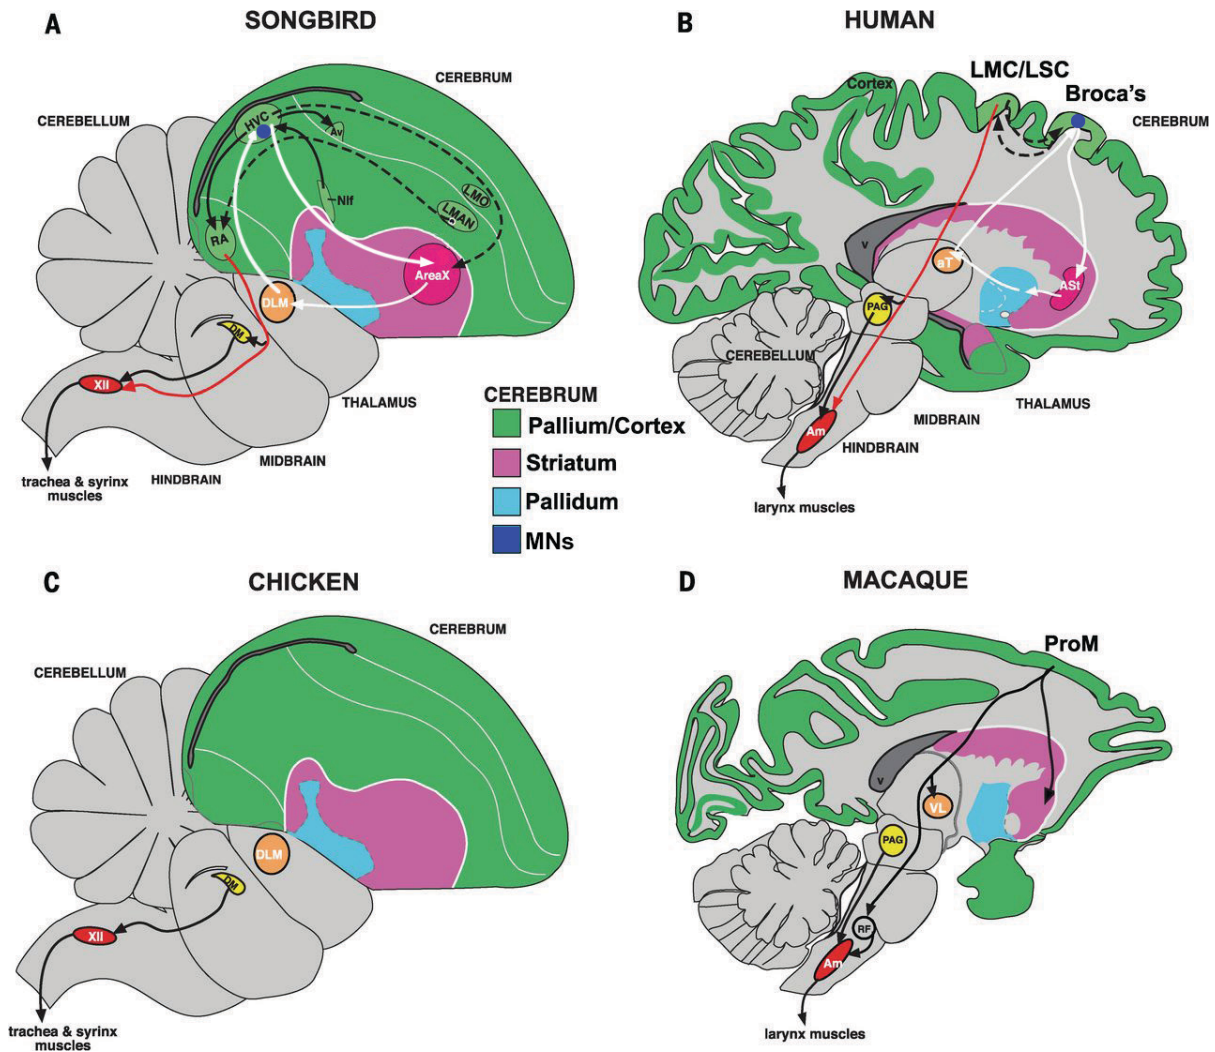 A
SONGBIRD
CEREBRUM
CEREBELLUM
HVC
Av
LMO
LMAN
NIf
RA
AreaX
DLM
DM
XII
THALAMUS
MIDBRAIN
HINDBRAIN
trachea & syrinx
muscles
B
HUMAN
LMC/LSC
Cortex
Broca's
CEREBRUM
V
aT
ASt
PAG
CEREBELLUM
THALAMUS
MIDBRAIN
Am
HINDBRAIN
larynx muscles
CEREBRUM
Pallium/Cortex
Striatum
Pallidum
MNs
C
CHICKEN
CEREBRUM
CEREBELLUM
DLM
DM
XII
trachea & syrinx
muscles
D
MACAQUE
ProM
V
VL
PAG
RF
Am
larynx muscles